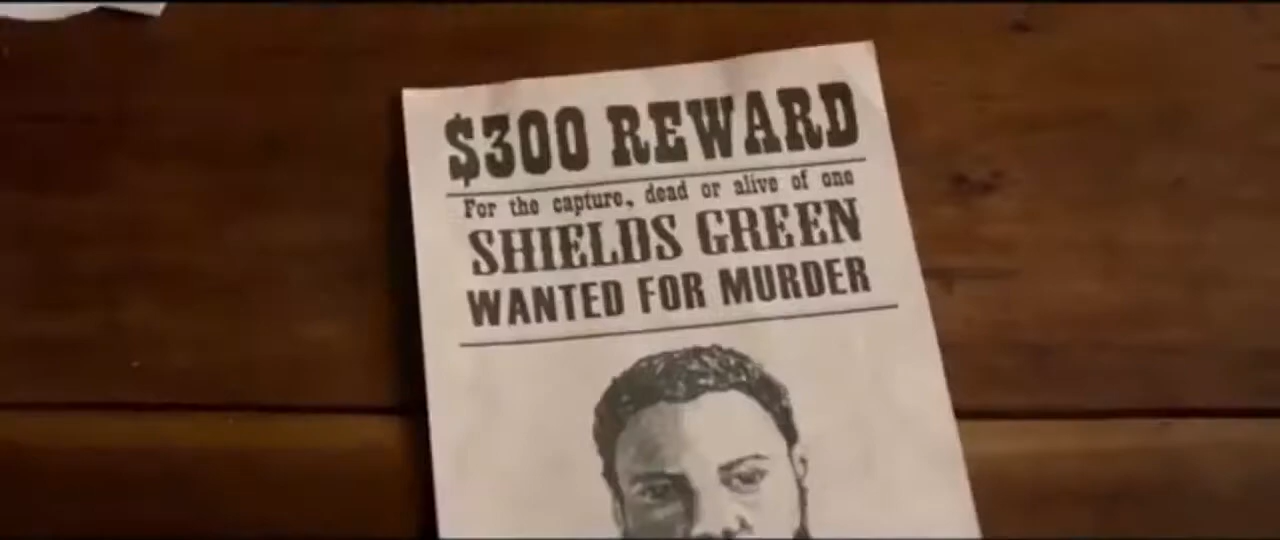 $300 REWARD
For the capture, dead or alive of one
SHIELDS GREEN
WANTED FOR MURDER